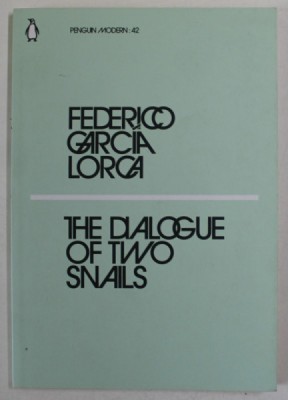 PENGUIN MODERN: 42
FEDERICO
GARCÍA
LORCA
THE DIALOGUE
OF TWO
SNAILS